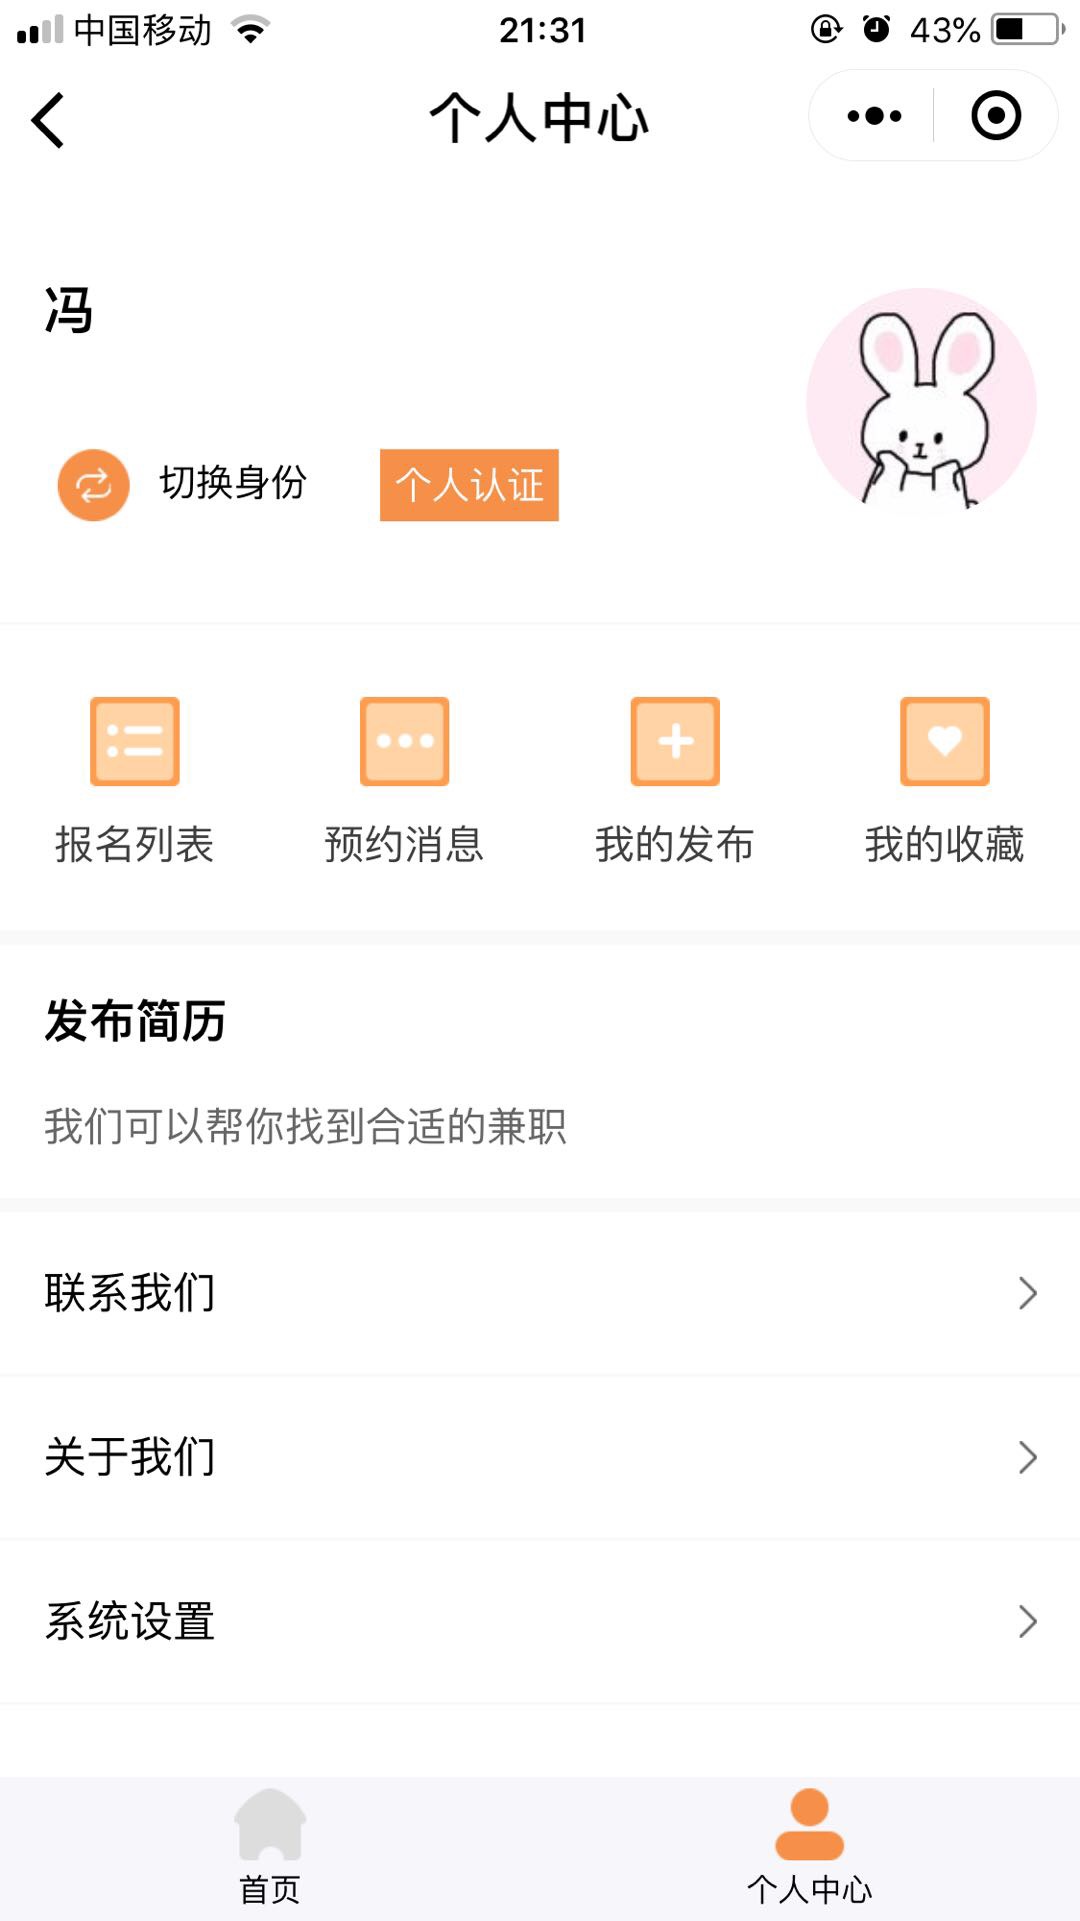 中国移动 21:31 43%
个人中心
冯
切换身份 个人认证
报名列表 预约消息 我的发布 我的收藏
发布简历
我们可以帮你找到合适的兼职
联系我们
关于我们
系统设置
首页 个人中心